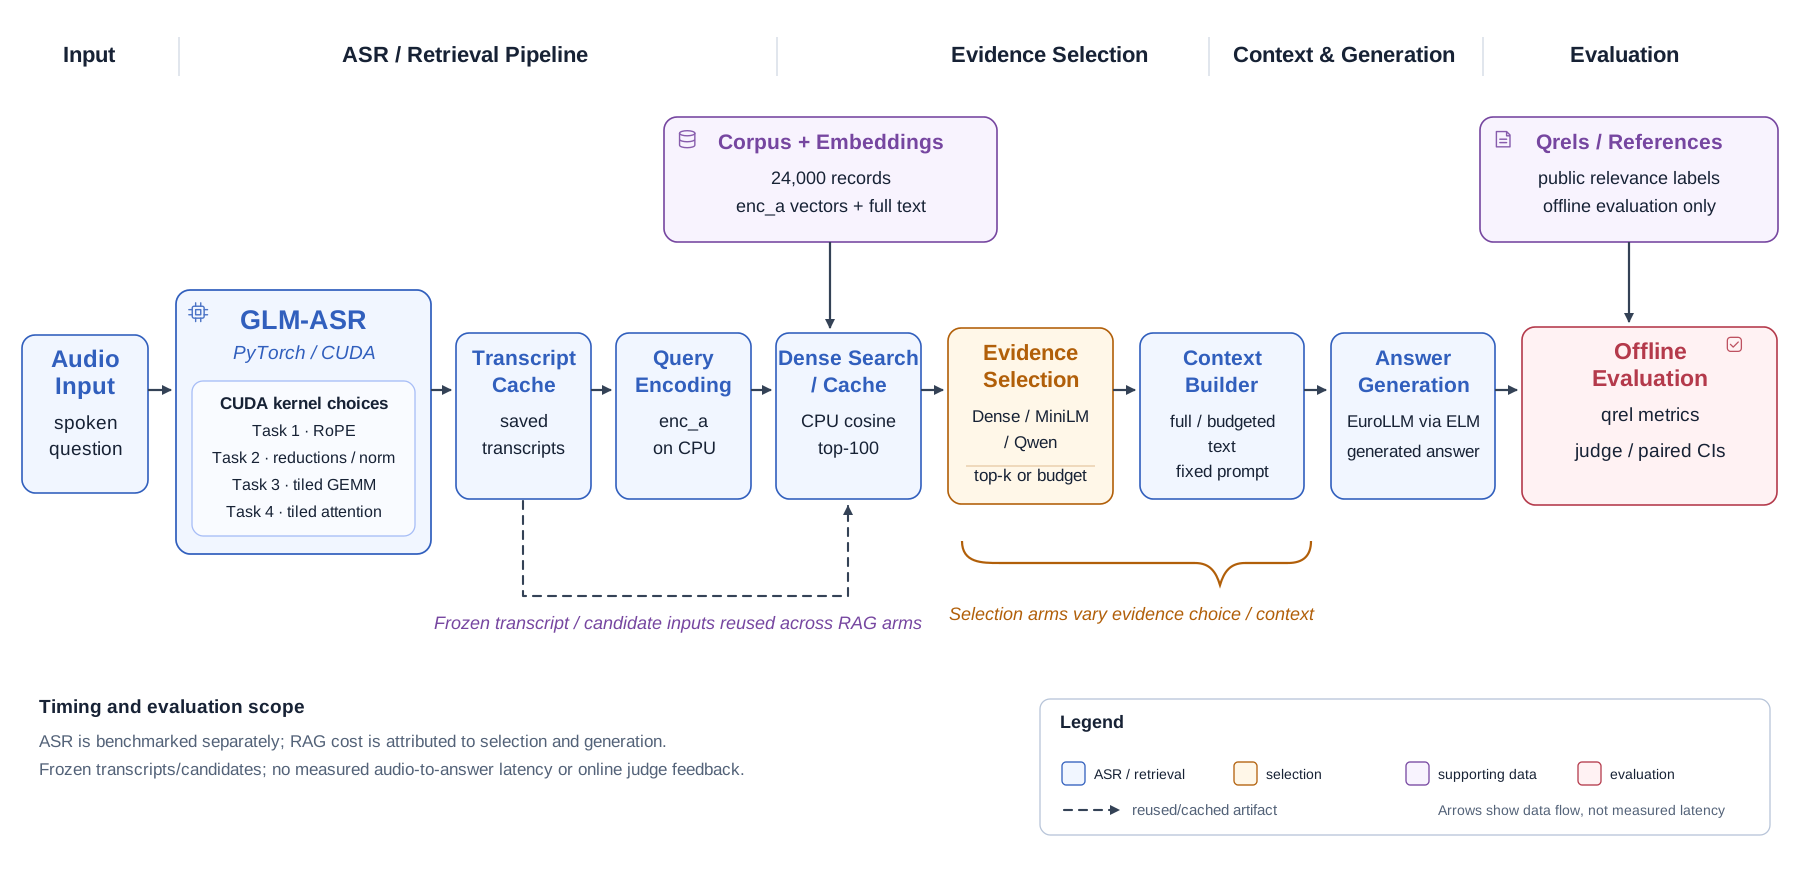 Input
ASR / Retrieval Pipeline
Evidence Selection
Context & Generation
Evaluation
Corpus + Embeddings
24,000 records
enc_a vectors + full text
Qrels / References
public relevance labels
offline evaluation only
Audio
Input
spoken
question
GLM-ASR
PyTorch / CUDA
CUDA kernel choices
Task 1 · RoPE
Task 2 · reductions / norm
Task 3 · tiled GEMM
Task 4 · tiled attention
Transcript
Cache
saved
transcripts
Query
Encoding
enc_a
on CPU
Dense Search
/ Cache
CPU cosine
top-100
Evidence
Selection
Dense / MiniLM
/ Qwen
top-k or budget
Context
Builder
full / budgeted
text
fixed prompt
Answer
Generation
EuroLLM via ELM
generated answer
Offline
Evaluation
qrel metrics
judge / paired CIs
Frozen transcript / candidate inputs reused across RAG arms
Selection arms vary evidence choice / context
Timing and evaluation scope
ASR is benchmarked separately; RAG cost is attributed to selection and generation.
Frozen transcripts/candidates; no measured audio-to-answer latency or online judge feedback.
Legend
ASR / retrieval
selection
supporting data
evaluation
reused/cached artifact
Arrows show data flow, not measured latency